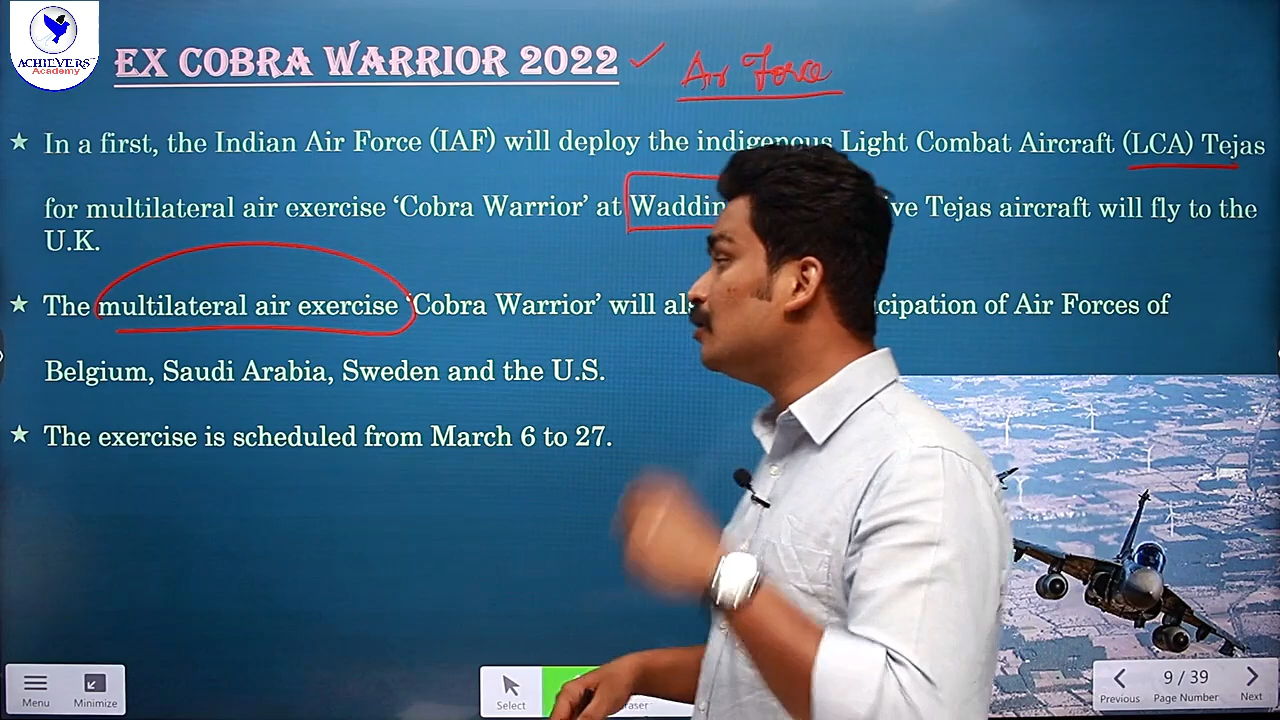 ACHIEVERS
Academy
EX COBRA WARRIOR 2022
Air Force
★ In a first, the Indian Air Force (IAF) will deploy the indigenous Light Combat Aircraft (LCA) Tejas
for multilateral air exercise ‘Cobra Warrior’ at Waddin ive Tejas aircraft will fly to the
U.K.
★ The multilateral air exercise ‘Cobra Warrior’ will als icipation of Air Forces of
Belgium, Saudi Arabia, Sweden and the U.S.
★ The exercise is scheduled from March 6 to 27.
Menu Minimize
Select raser
9 / 39
Previous Page Number Next